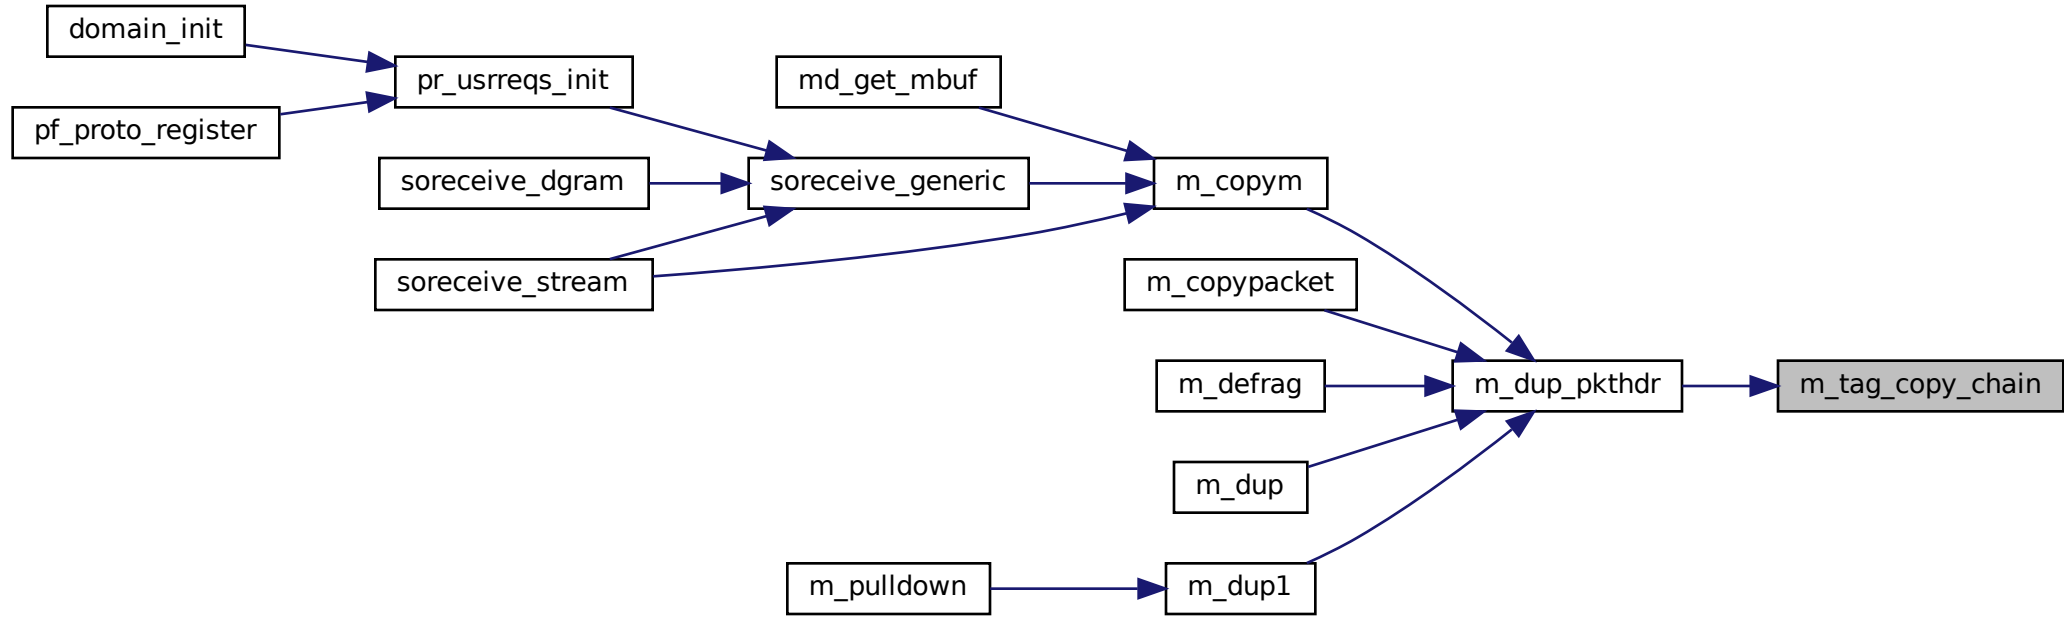 domain_init
pr_usrreqs_init
md_get_mbuf
pf_proto_register
soreceive_dgram
soreceive_generic
m_copym
soreceive_stream
m_copypacket
m_defrag
m_dup_pkthdr
m_tag_copy_chain
m_dup
m_pulldown
m_dup1